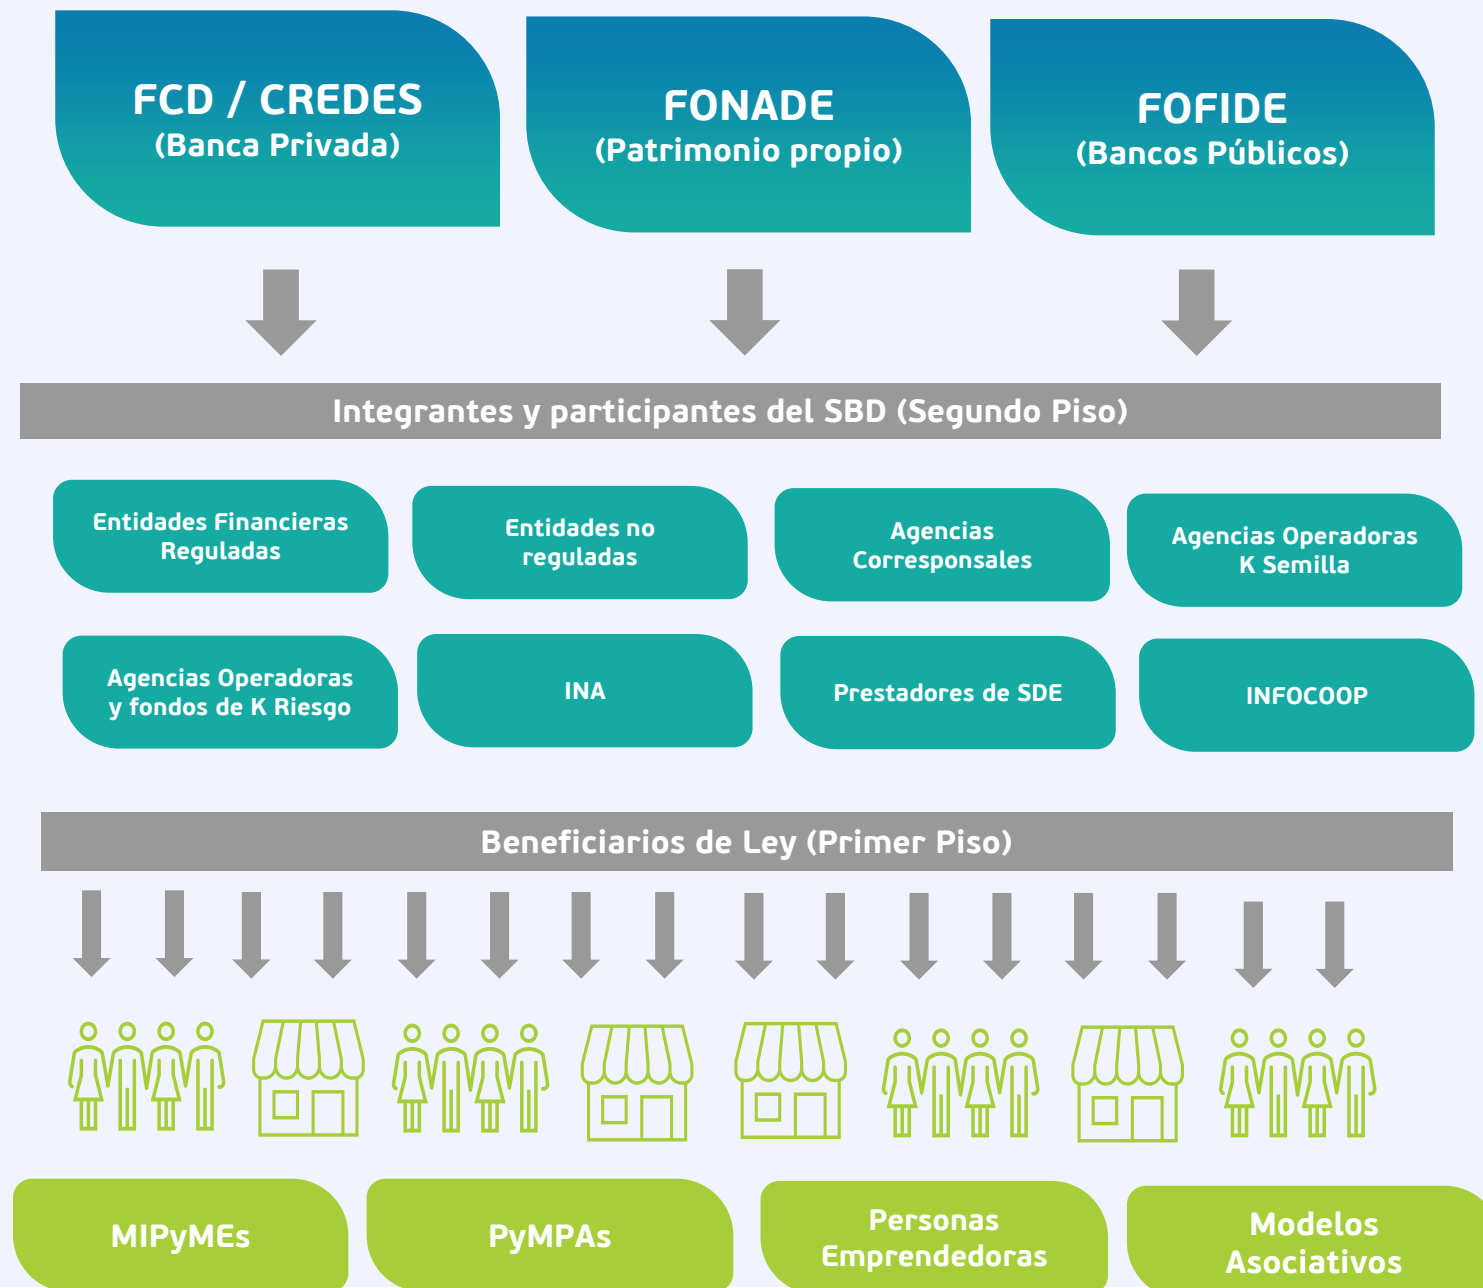 FCD / CREDES
(Banca Privada)
FONADE
(Patrimonio propio)
FOFIDE
(Bancos Públicos)
Integrantes y participantes del SBD (Segundo Piso)
Entidades Financieras
Reguladas
Entidades no
reguladas
Agencias
Corresponsales
Agencias Operadoras
K Semilla
Agencias Operadoras
y fondos de K Riesgo
INA
Prestadores de SDE
INFOCOOP
Beneficiarios de Ley (Primer Piso)
MIPyMEs
PyMPAs
Personas
Emprendedoras
Modelos
Asociativos